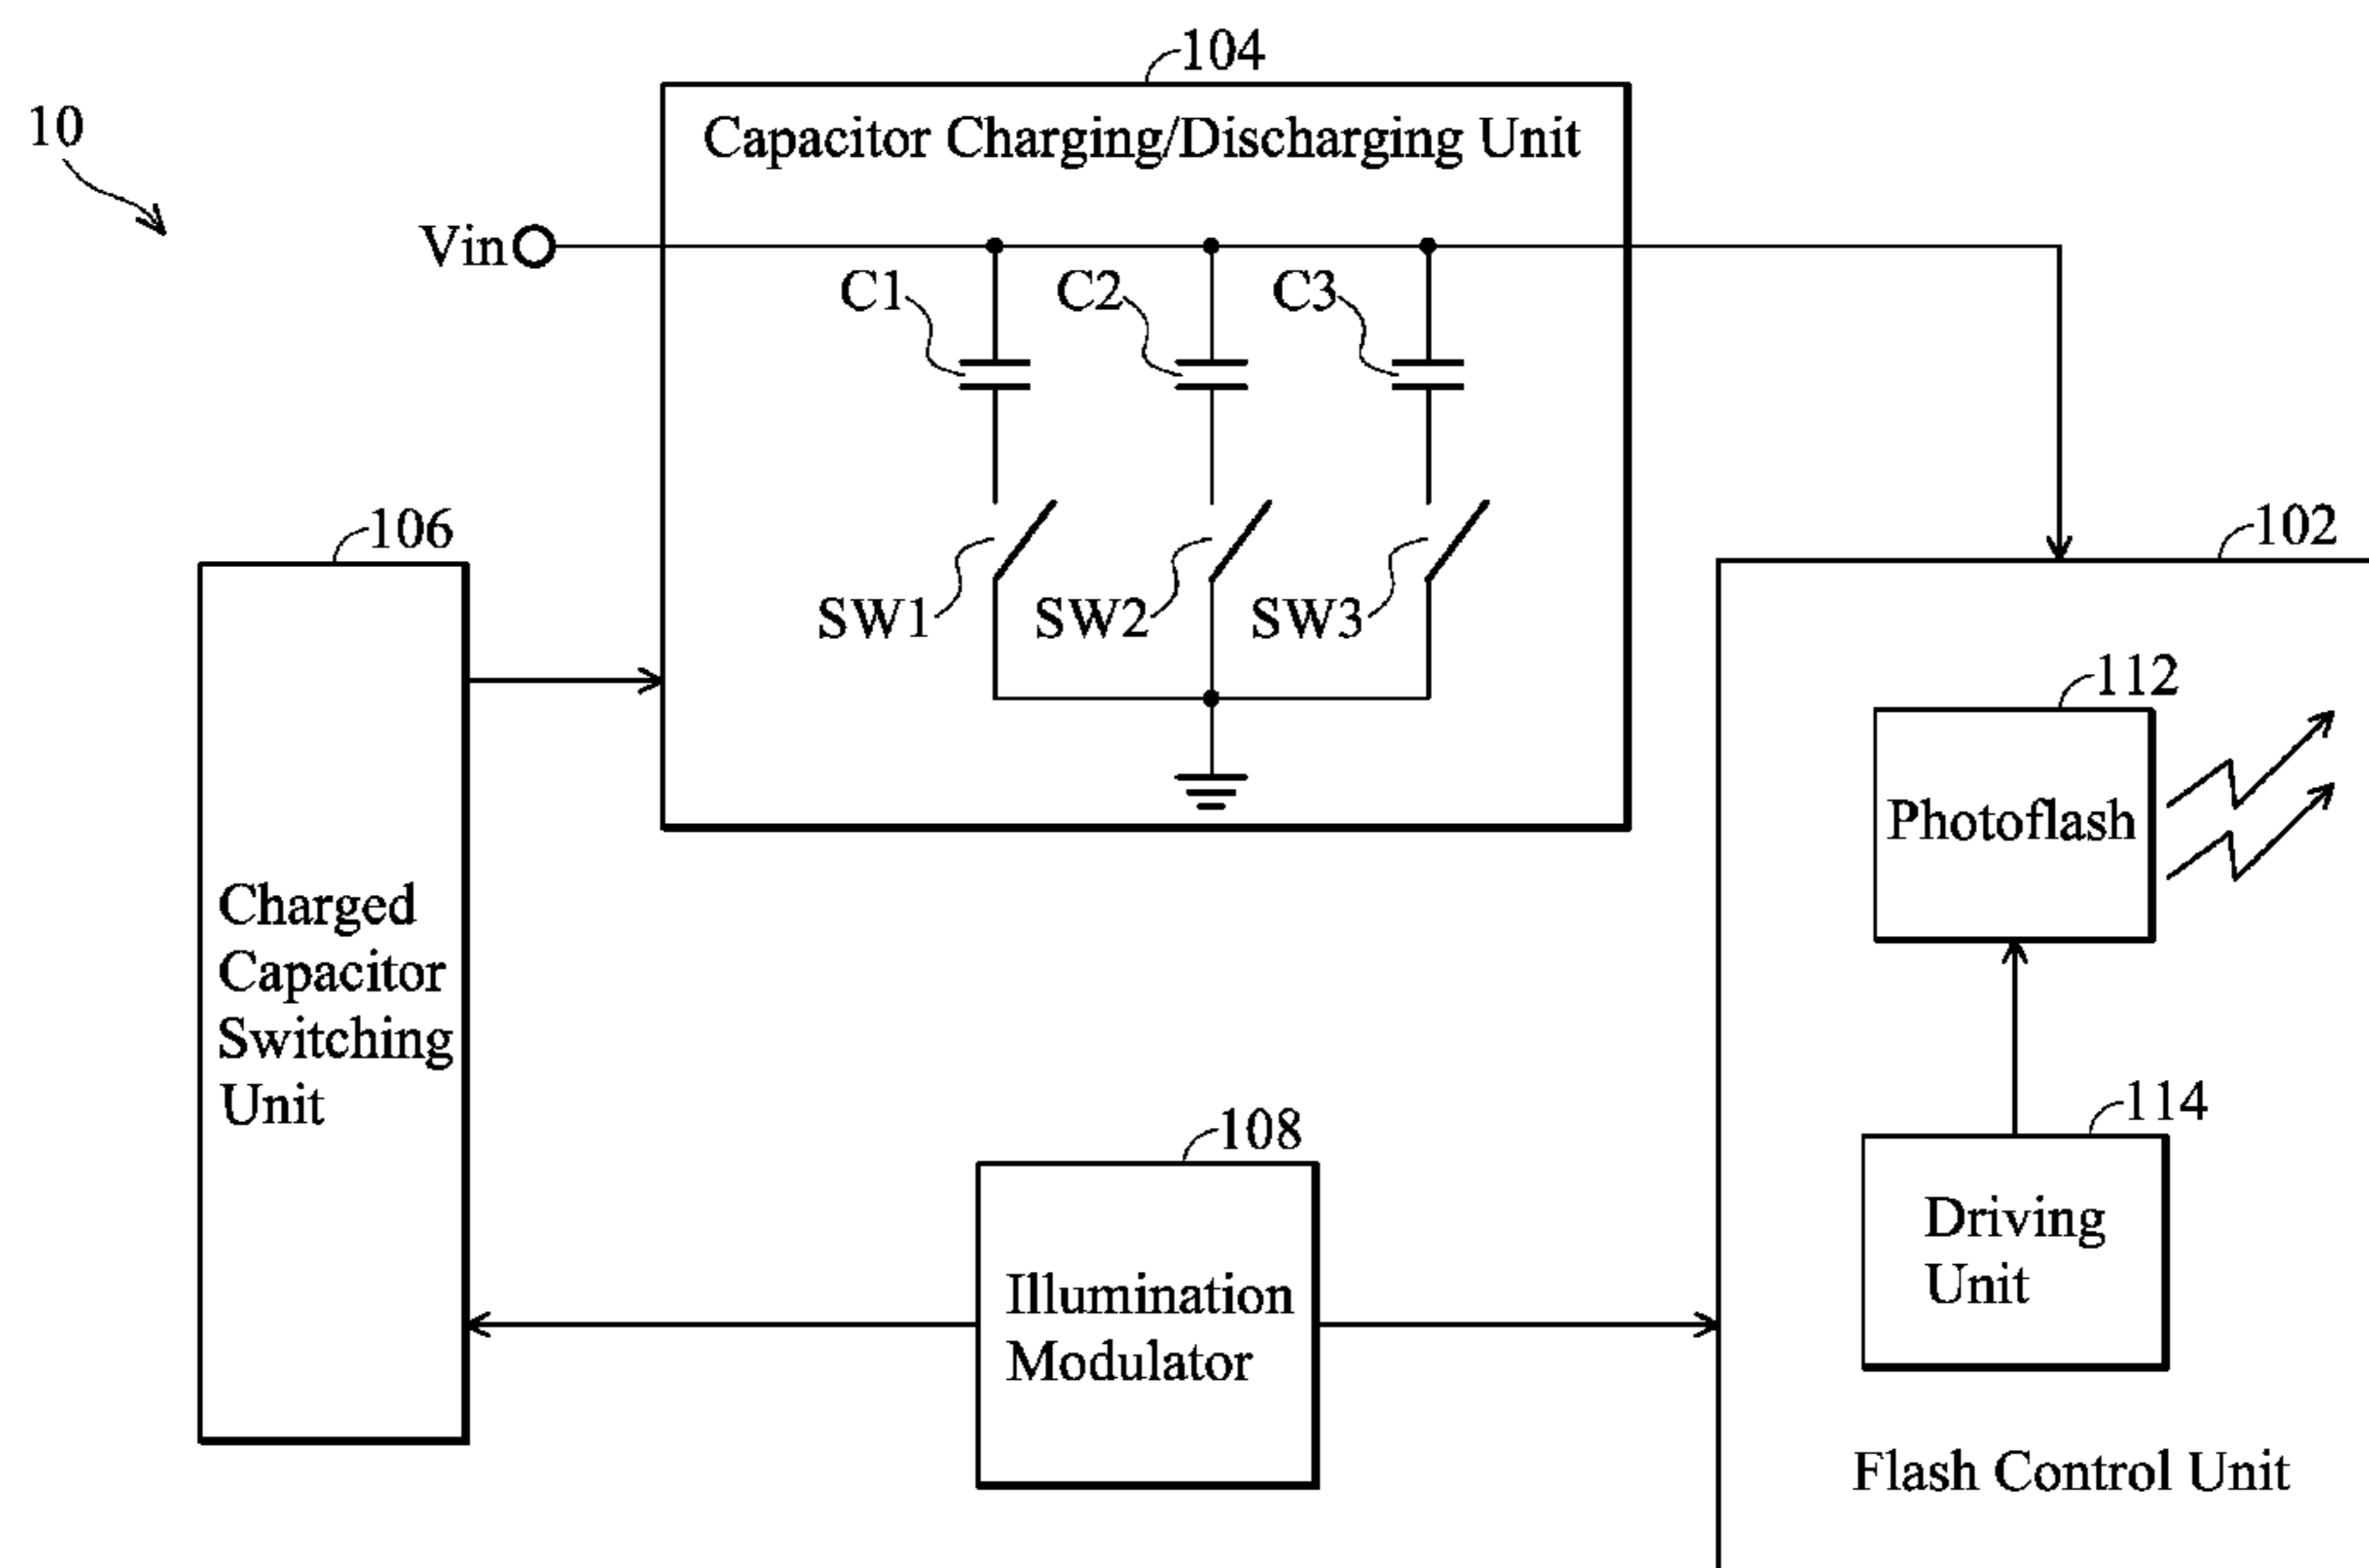 104
10
Capacitor Charging/Discharging Unit
Vin
C1
C2
C3
106
102
SW1
SW2
SW3
112
Photoflash
Charged
Capacitor
Switching
Unit
108
114
Driving
Unit
Illumination
Modulator
Flash Control Unit